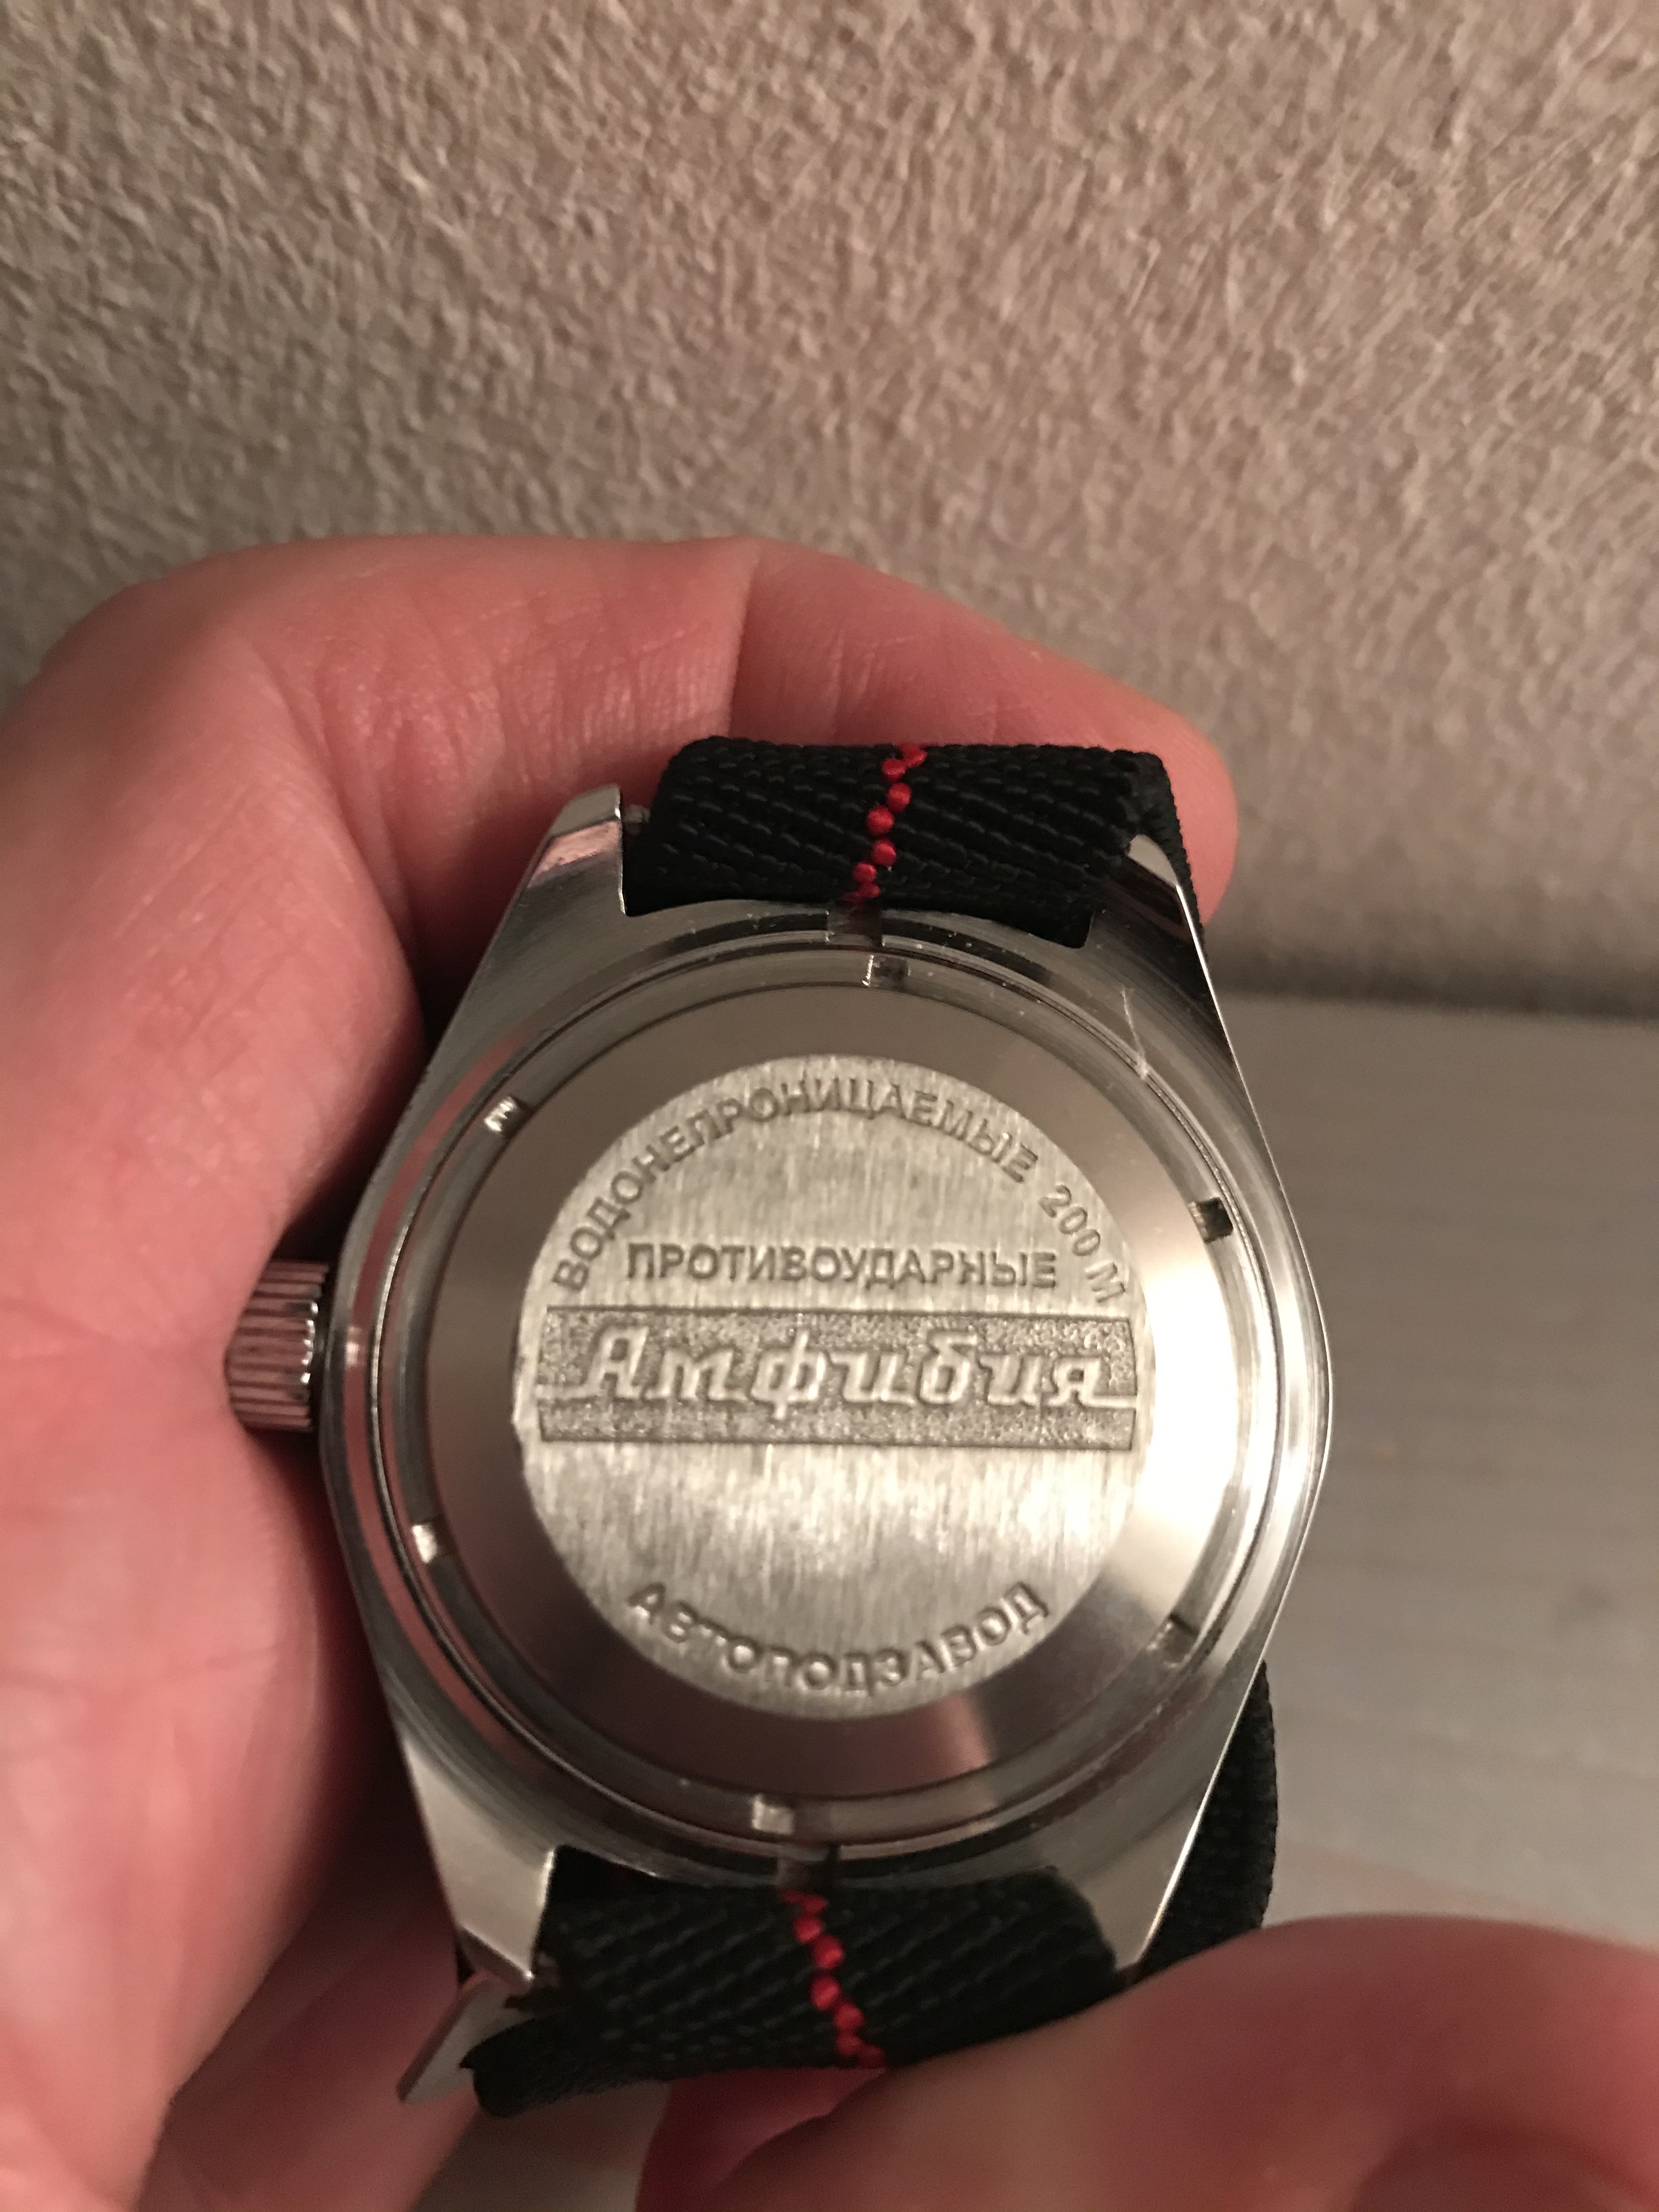 ВОДОНЕПРОНИЦАЕМЫЕ 200 М
ПРОТИВОУДАРНЫЕ
Амфибия
АВТОПОДЗАВОД